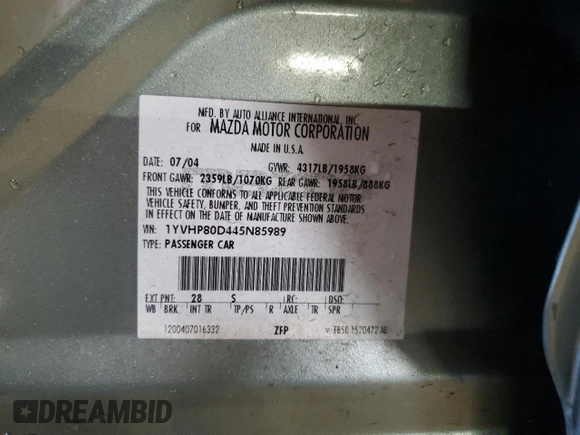 MFD. BY AUTO ALLIANCE INTERNATIONAL, INC.
FOR MAZDA MOTOR CORPORATION
MADE IN U.S.A.
DATE: 07/04 GVWR: 4317LB/1958KG
FRONT GAWR: 2359LB/1070KG REAR GAWR: 1958LB/888KG
THIS VEHICLE CONFORMS TO ALL APPLICABLE FEDERAL MOTOR
VEHICLE SAFETY, BUMPER, AND THEFT PREVENTION STANDARDS
IN EFFECT ON THE DATE OF MANUFACTURE SHOWN ABOVE.
VIN: 1YVHP80D445N85989
TYPE: PASSENGER CAR
EXT PNT: 28 S RC: DSO:
WB BRK INT TR TP/PS R AXLE TR SPR
1200407016332 ZFP
DREAMBID